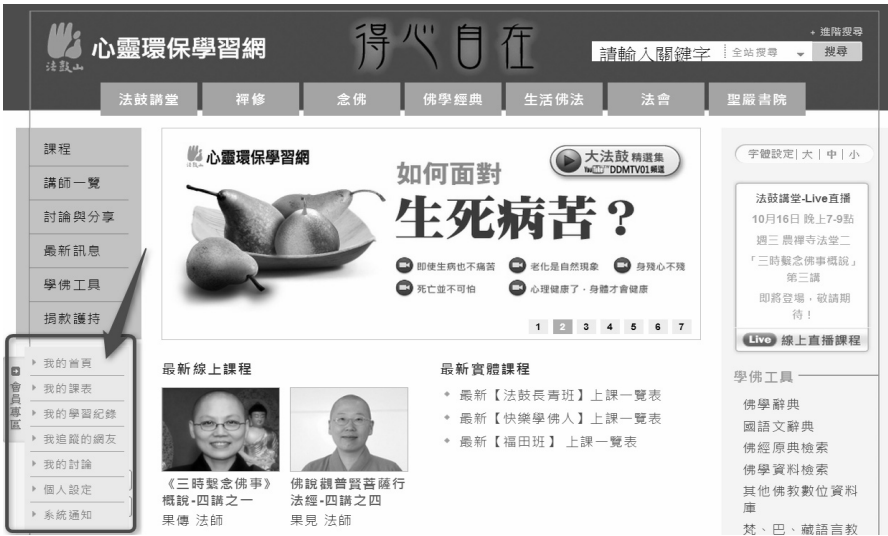 法鼓山
心靈環保學習網
得心自在
+ 進階搜尋
請輸入關鍵字
全站搜尋
搜尋
法鼓講堂
禪修
念佛
佛學經典
生活佛法
法會
聖嚴書院
課程
講師一覽
討論與分享
最新訊息
學佛工具
捐款護持
會員專區
我的首頁
我的課表
我的學習紀錄
我追蹤的網友
我的討論
個人設定
系統通知
心靈環保學習網
大法鼓 精選集
DDMTV01頻道
如何面對
生死病苦？
即使生病也不痛苦
老化是自然現象
身殘心不殘
死亡並不可怕
心理健康了，身體才會健康
1 2 3 4 5 6 7
最新線上課程
《三時繫念佛事》
概說-四講之一
果傳 法師
佛說觀普賢菩薩行
法經-四講之四
果見 法師
最新實體課程
最新【法鼓長青班】上課一覽表
最新【快樂學佛人】上課一覽表
最新【福田班】 上課一覽表
字體設定| 大 | 中 | 小
法鼓講堂-Live直播
10月16日 晚上7-9點
週三 農禪寺法堂二
「三時繫念佛事概說」
第三講
即將登場，敬請期
待！
Live 線上直播課程
學佛工具
佛學辭典
國語文辭典
佛經原典檢索
佛學資料檢索
其他佛教數位資料
庫
梵、巴、藏語言教